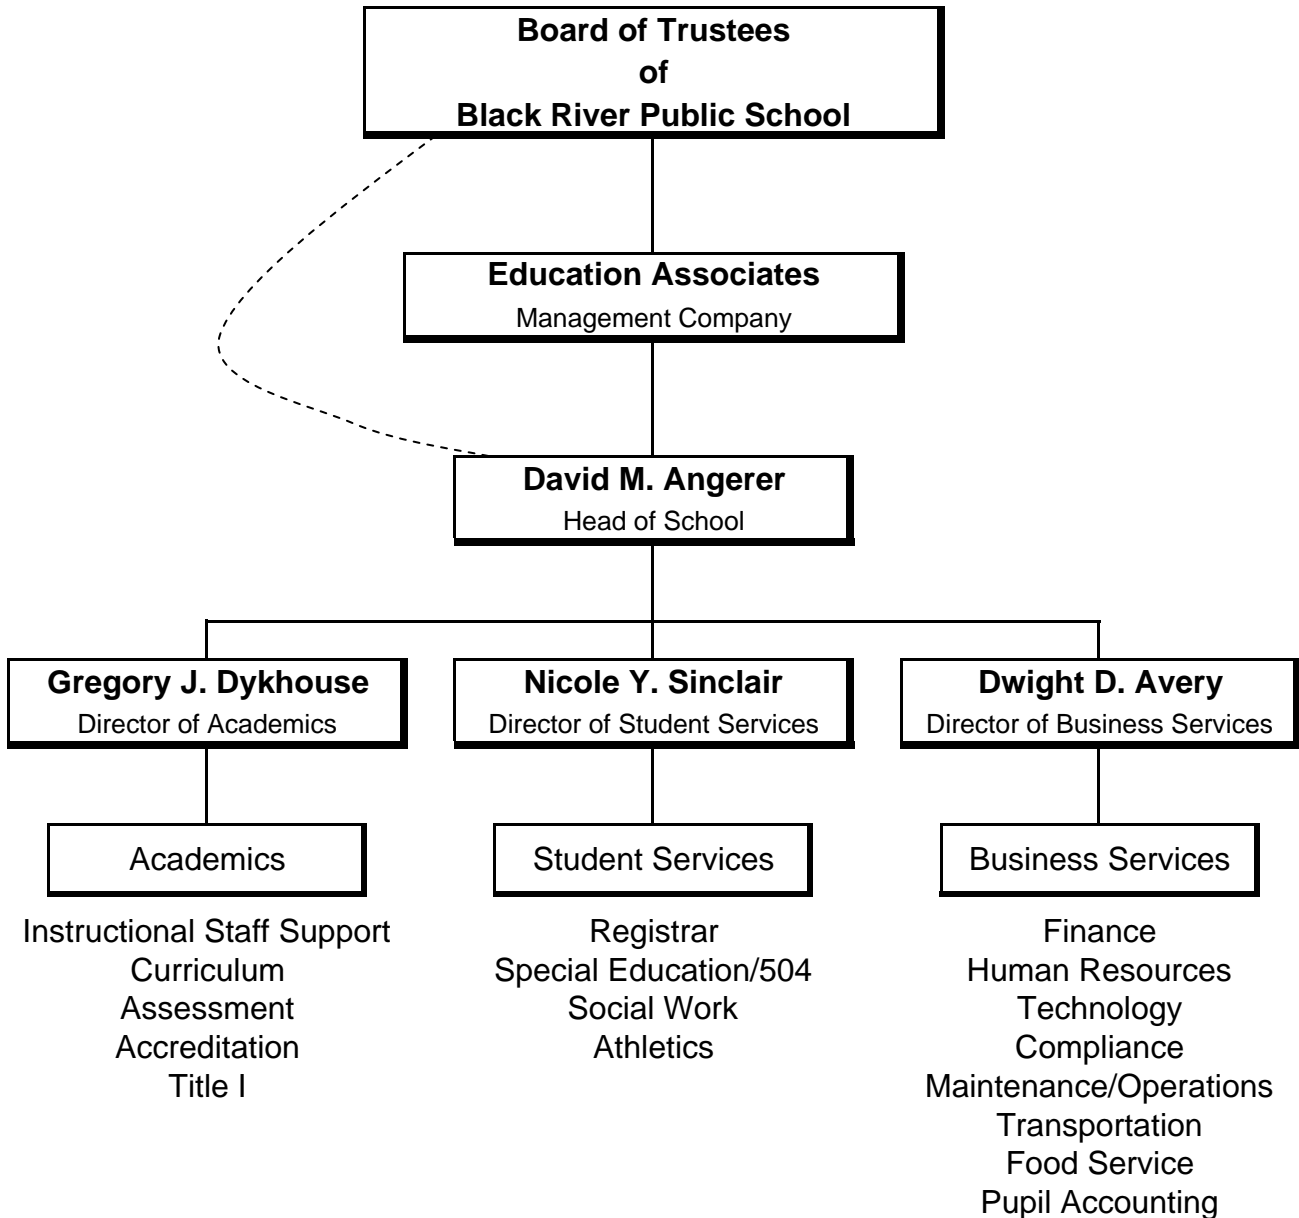 Board of Trustees
of
Black River Public School
Education Associates
Management Company
David M. Angerer
Head of School
Gregory J. Dykhouse
Director of Academics
Nicole Y. Sinclair
Director of Student Services
Dwight D. Avery
Director of Business Services
Academics
Instructional Staff Support
Curriculum
Assessment
Accreditation
Title I
Student Services
Registrar
Special Education/504
Social Work
Athletics
Business Services
Finance
Human Resources
Technology
Compliance
Maintenance/Operations
Transportation
Food Service
Pupil Accounting